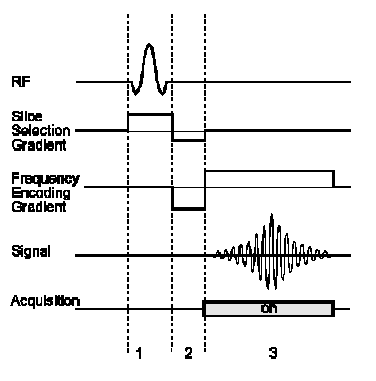 RF
Slice
Selection
Gradient
Frequency
Encoding
Gradient
Signal
Acquisition
on
1 2 3